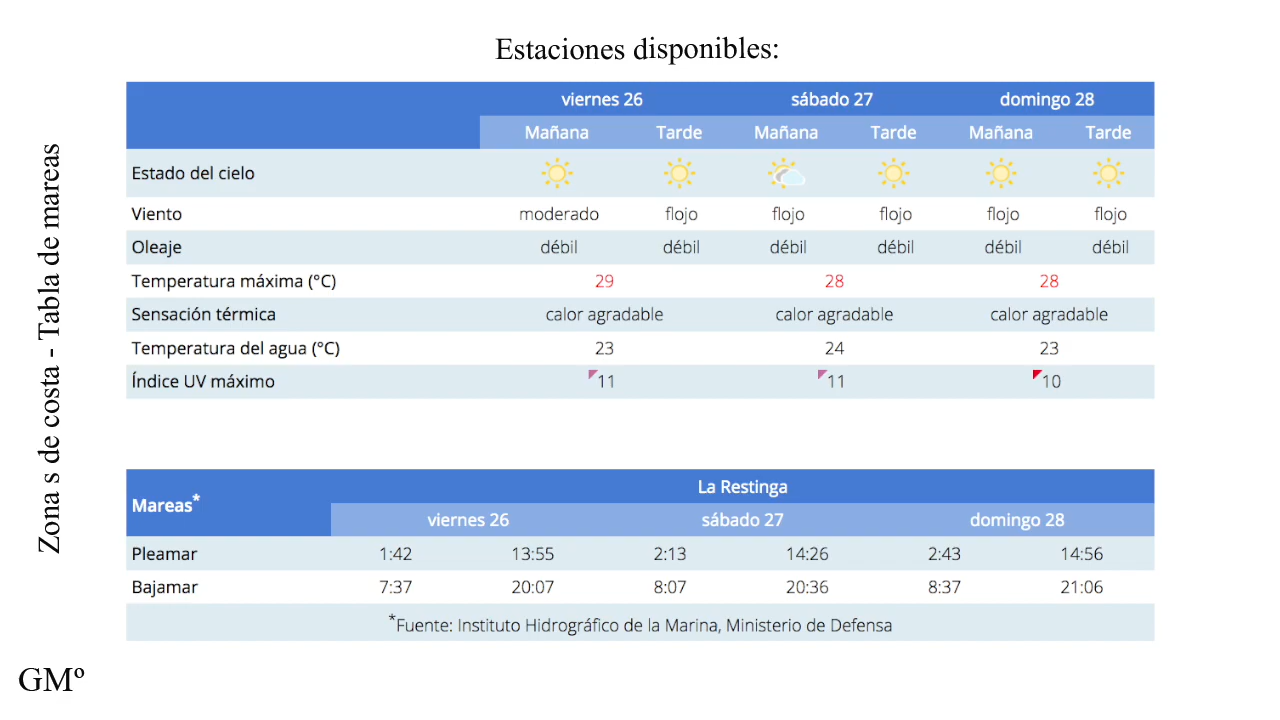 Estaciones disponibles:
Zona s de costa - Tabla de mareas
viernes 26 sábado 27 domingo 28
Mañana Tarde Mañana Tarde Mañana Tarde
Estado del cielo
Viento moderado flojo flojo flojo flojo flojo
Oleaje débil débil débil débil débil débil
Temperatura máxima (°C) 29 28 28
Sensación térmica calor agradable calor agradable calor agradable
Temperatura del agua (°C) 23 24 23
Índice UV máximo 11 11 10
La Restinga
Mareas*
viernes 26 sábado 27 domingo 28
Pleamar 1:42 13:55 2:13 14:26 2:43 14:56
Bajamar 7:37 20:07 8:07 20:36 8:37 21:06
*Fuente: Instituto Hidrográfico de la Marina, Ministerio de Defensa
GMº